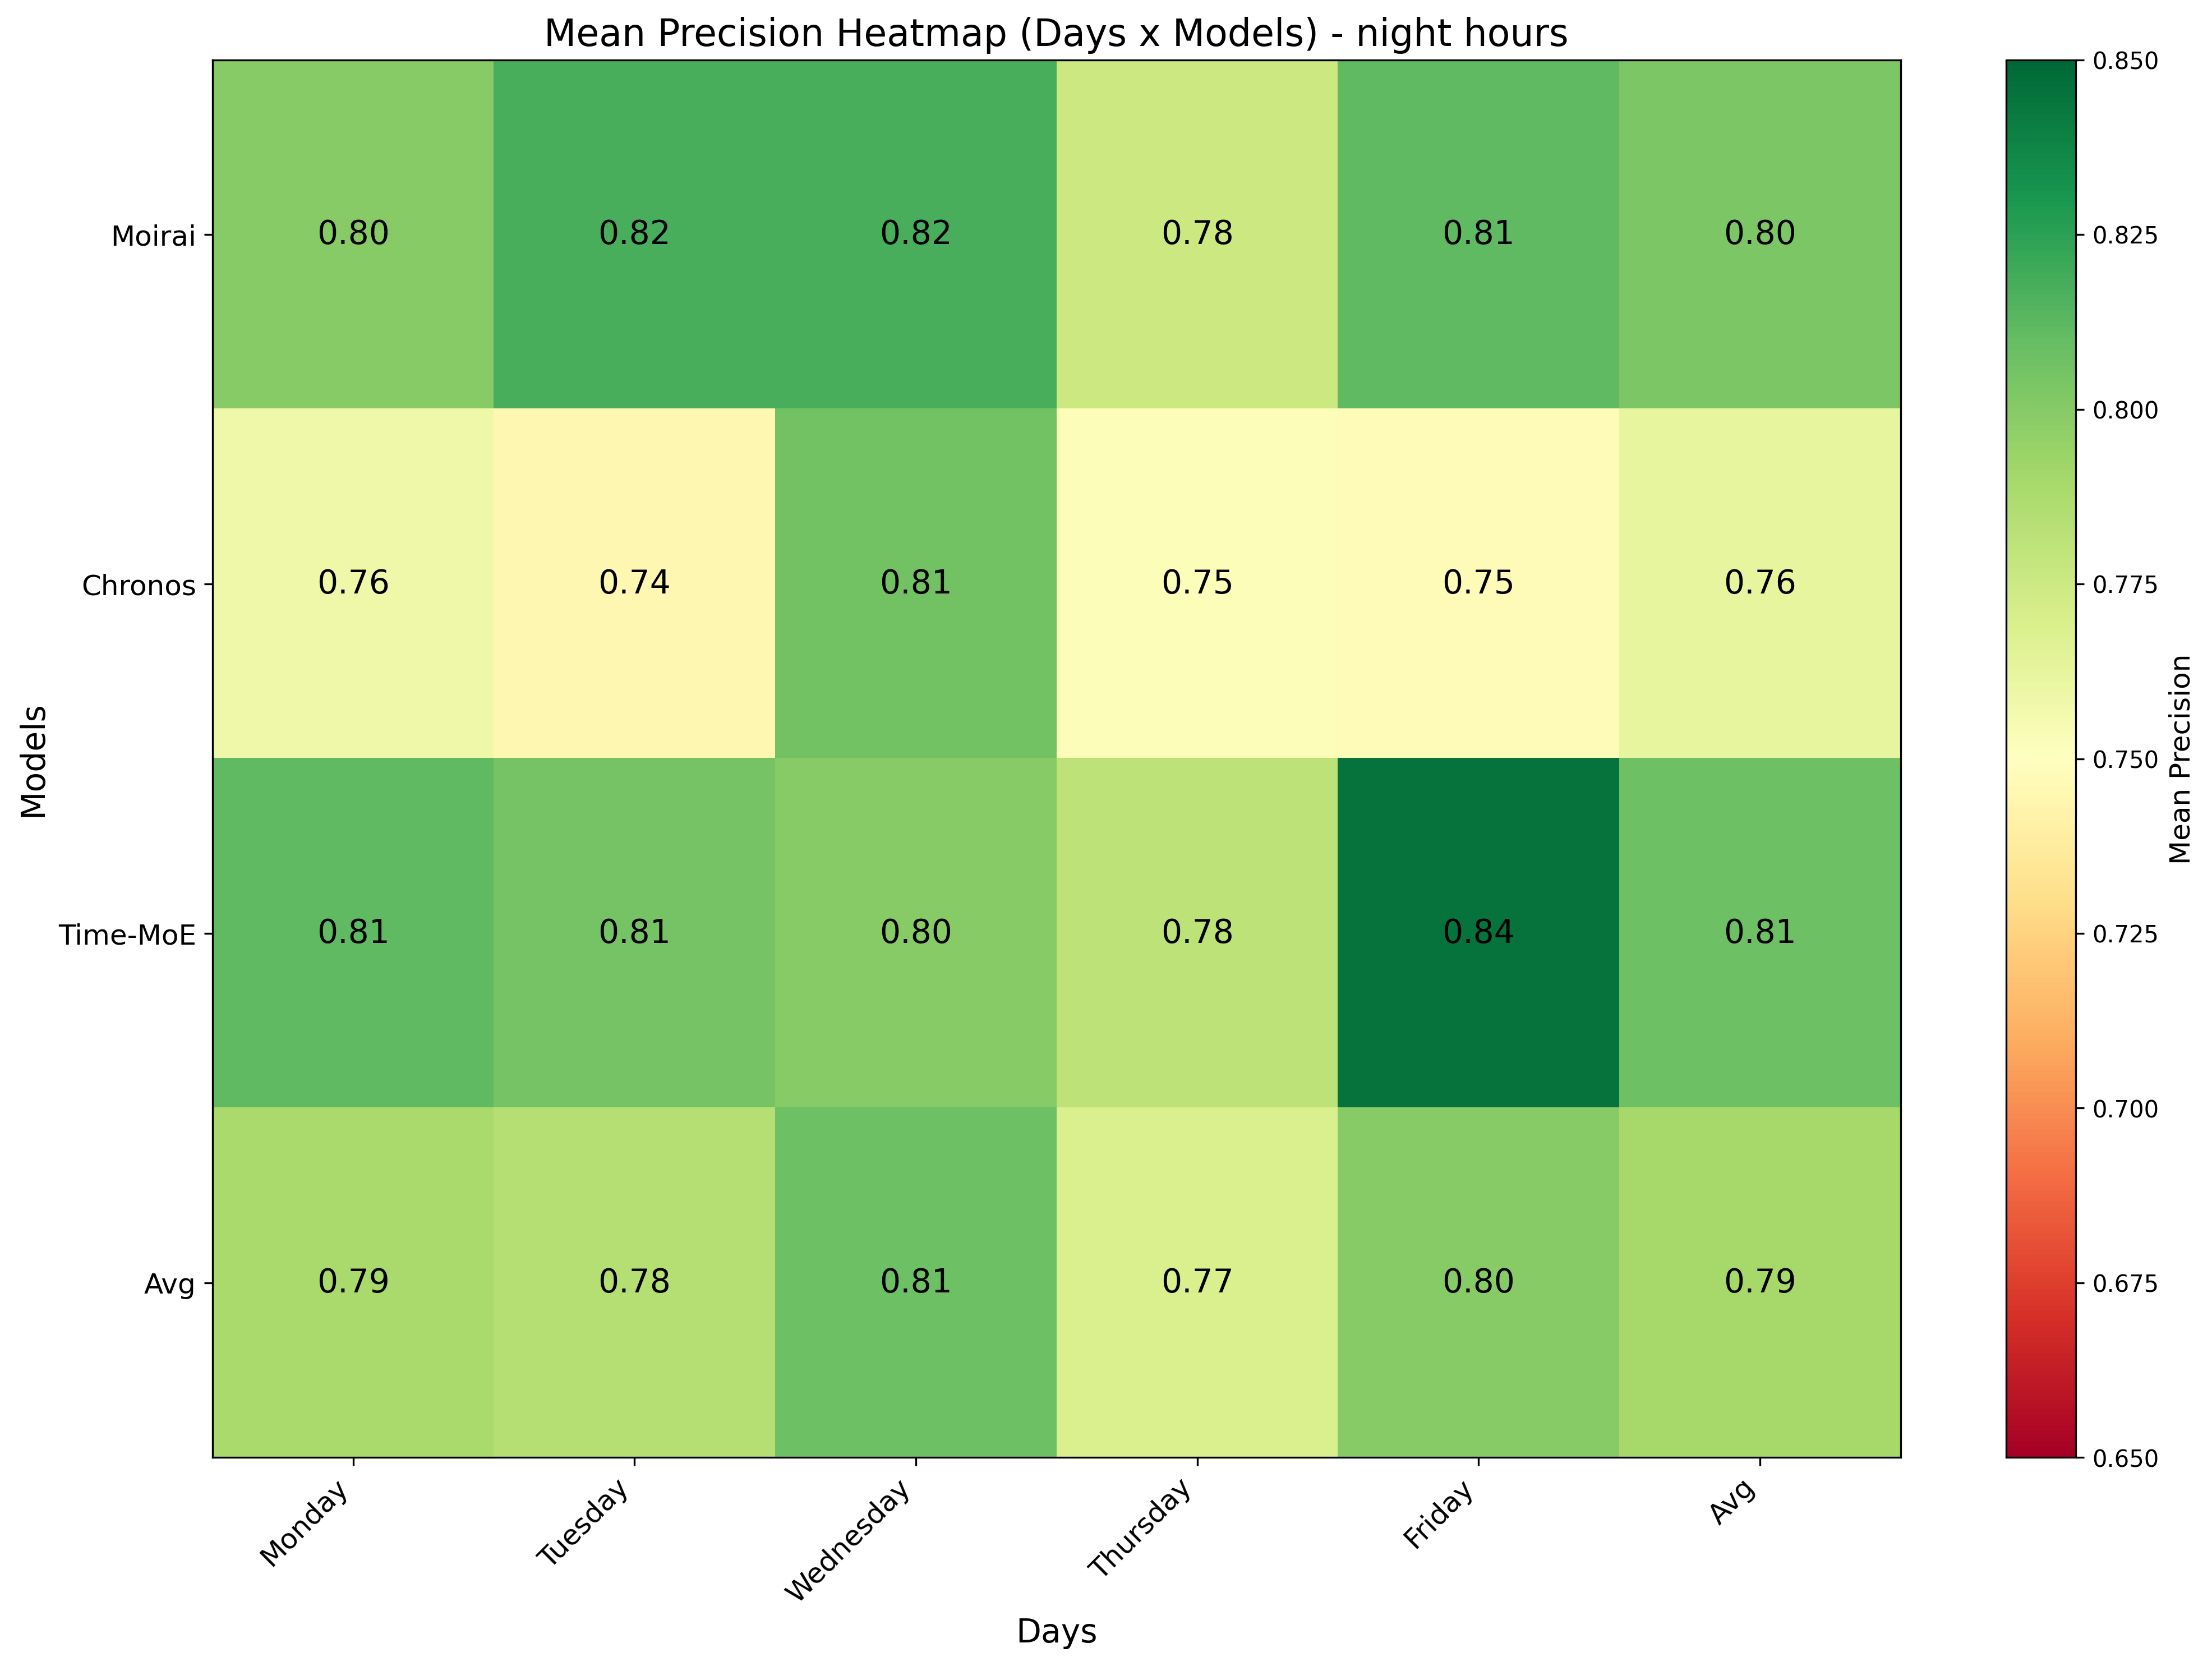 Mean Precision Heatmap (Days x Models) - night hours
Models
Moirai 0.80 0.82 0.82 0.78 0.81 0.80
Chronos 0.76 0.74 0.81 0.75 0.75 0.76
Time-MoE 0.81 0.81 0.80 0.78 0.84 0.81
Avg 0.79 0.78 0.81 0.77 0.80 0.79
Monday Tuesday Wednesday Thursday Friday Avg
Days
0.850
0.825
0.800
0.775
0.750
0.725
0.700
0.675
0.650
Mean Precision